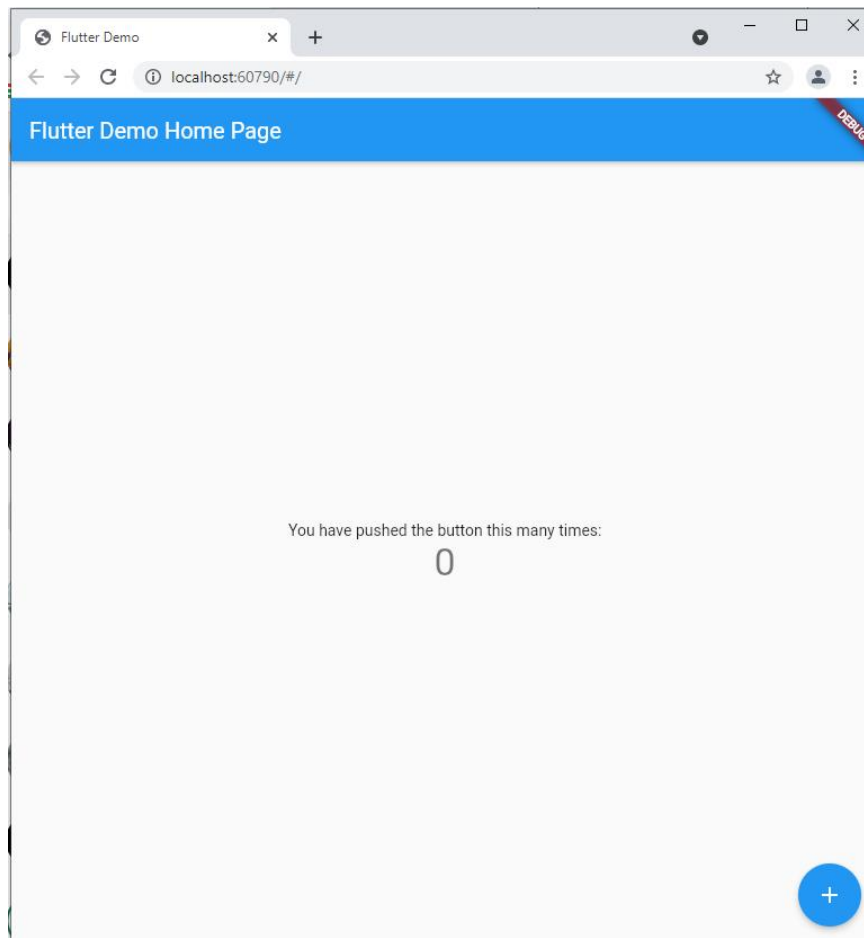 Flutter Demo
localhost:60790/#/
Flutter Demo Home Page
DEBUG
You have pushed the button this many times:
0